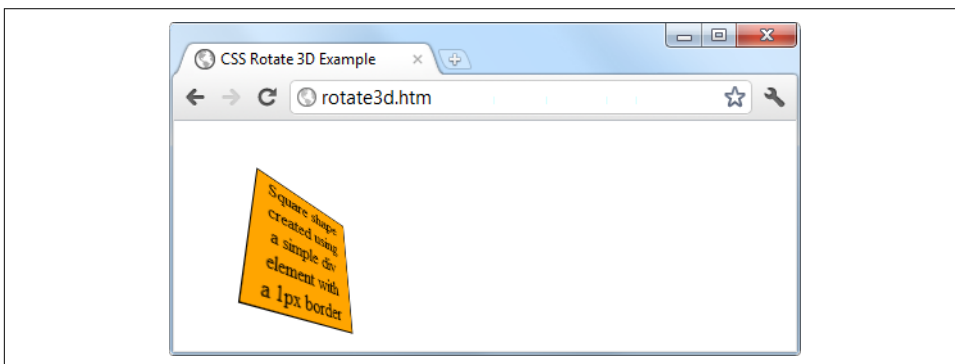 CSS Rotate 3D Example
rotate3d.htm
Square shape
created using
a simple div
element with
a 1px border